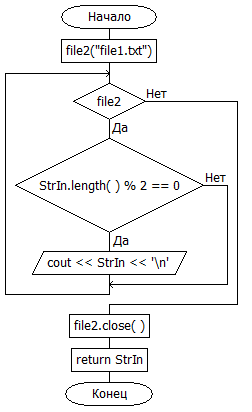 Начало
file2("file1.txt")
file2
Нет
Да
StrIn.length( ) % 2 == 0
Нет
Да
cout << StrIn << '\n'
file2.close( )
return StrIn
Конец